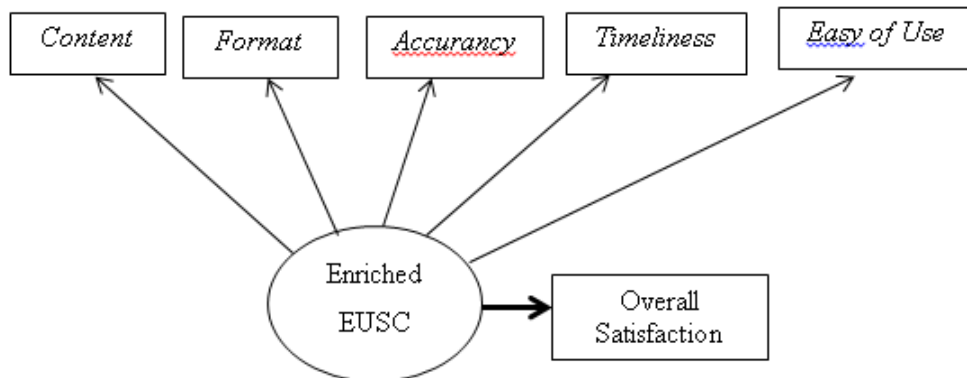 Content
Format
Accurancy
Timeliness
Easy of Use
Enriched
EUSC
Overall
Satisfaction